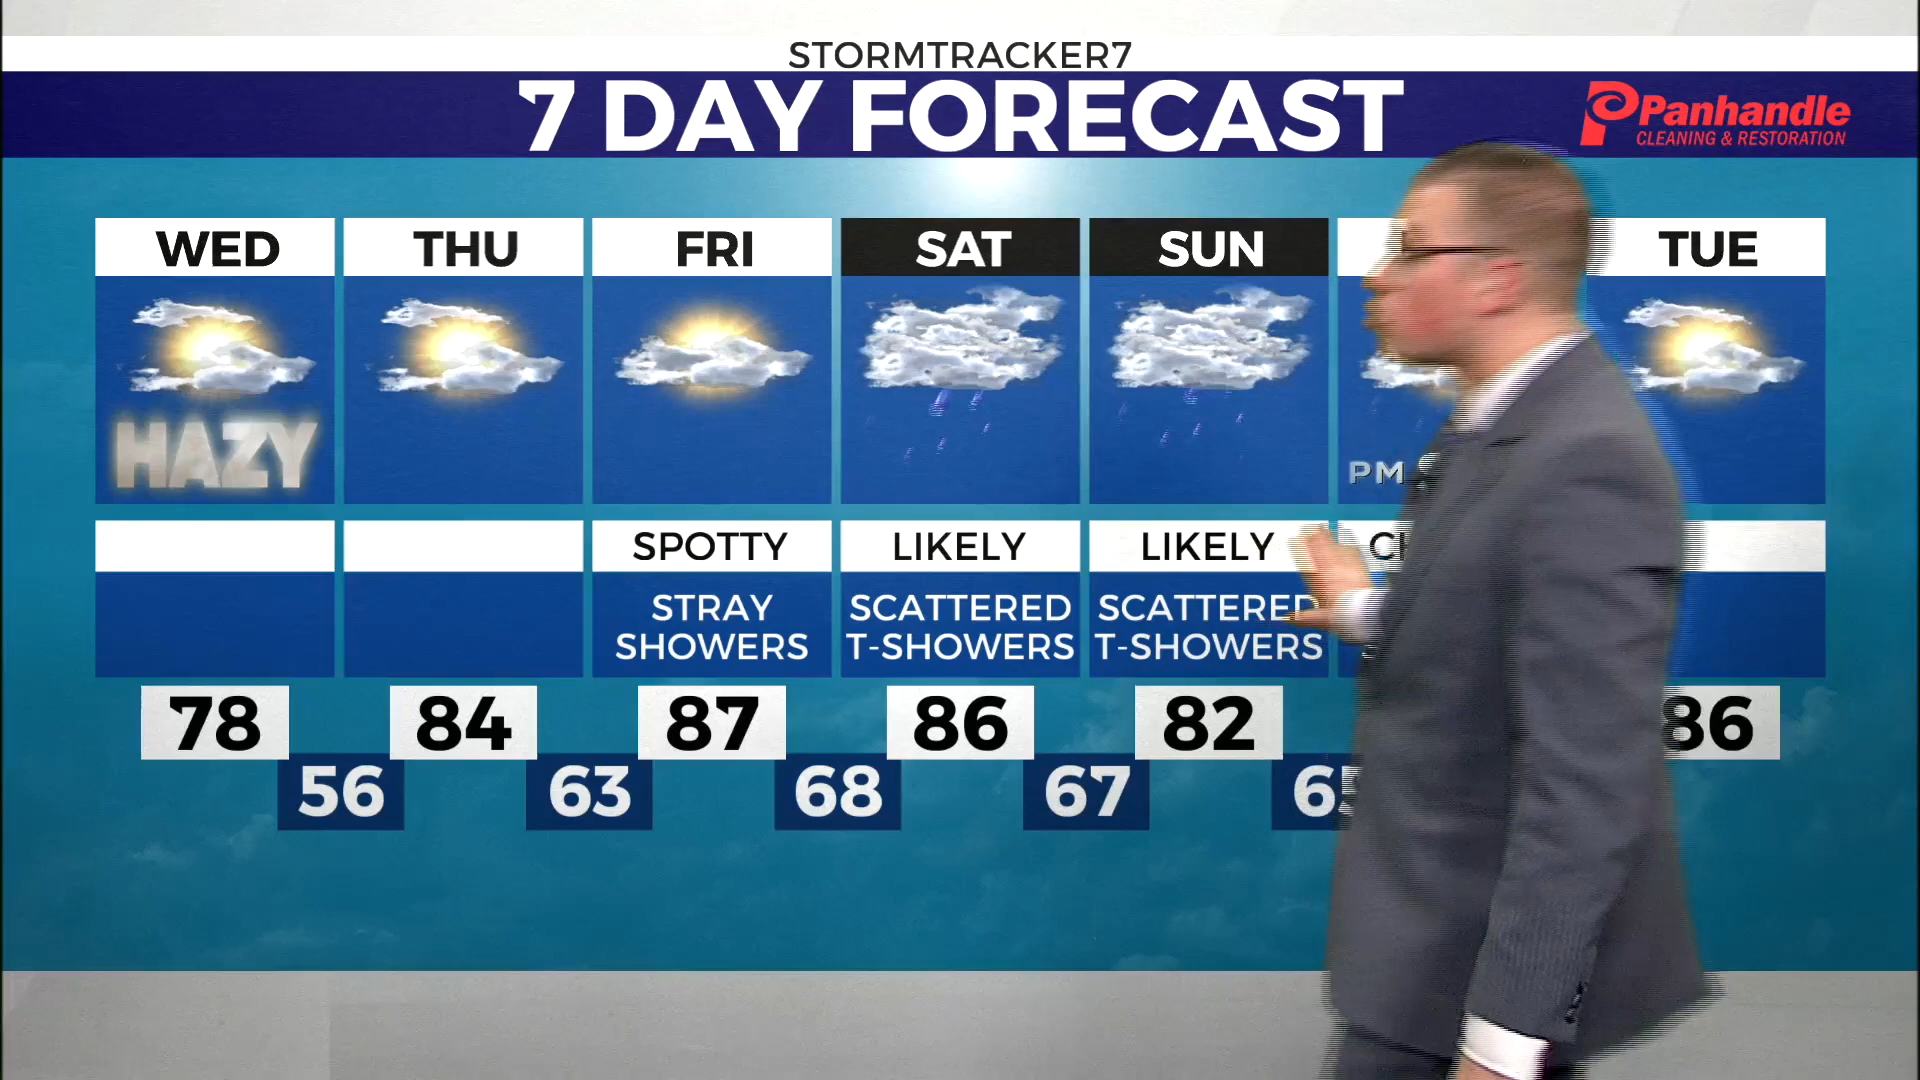 STORMTRACKER7
7 DAY FORECAST
Panhandle
CLEANING & RESTORATION
WED THU FRI SAT SUN TUE
HAZY
PM
SPOTTY LIKELY LIKELY
STRAY SCATTERED SCATTERED
SHOWERS T-SHOWERS T-SHOWERS
78 84 87 86 82 86
56 63 68 67